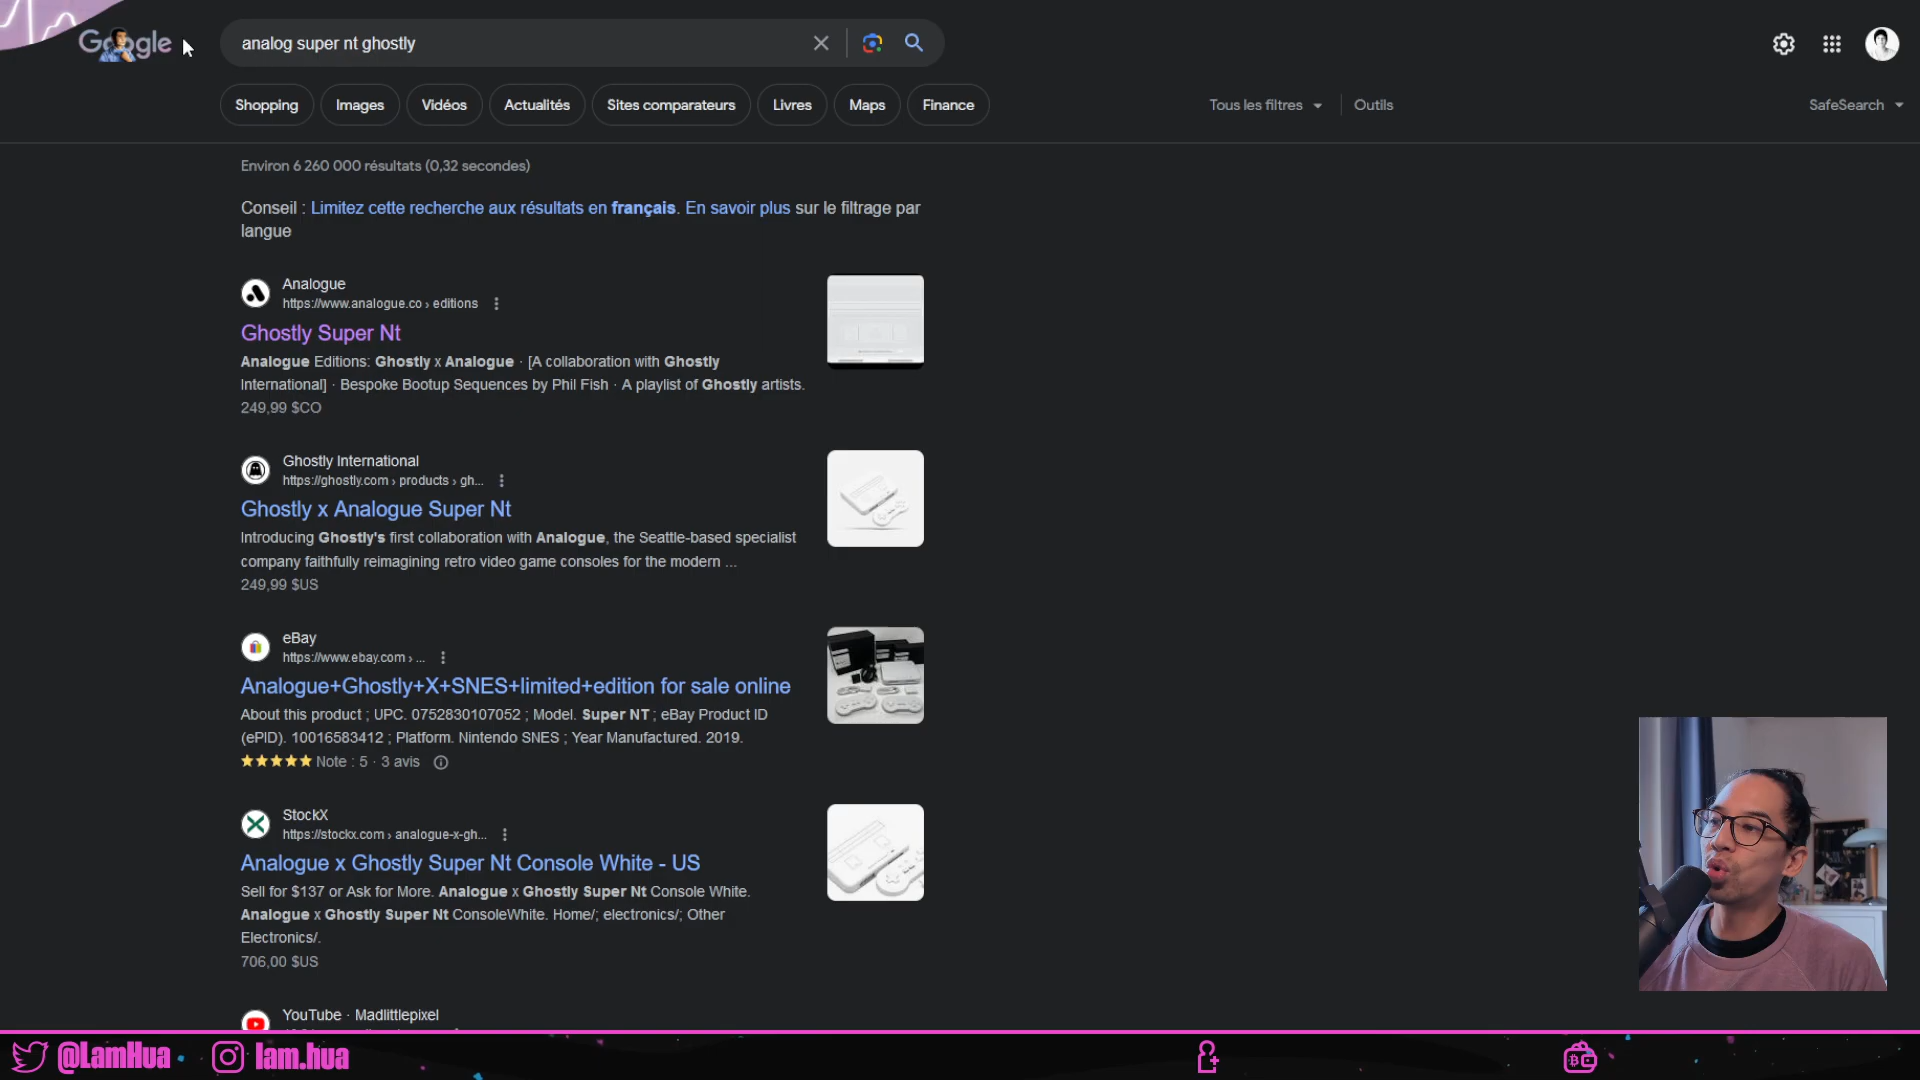 Google
analog super nt ghostly
Shopping
Images
Vidéos
Actualités
Sites comparateurs
Livres
Maps
Finance
Tous les filtres
Outils
SafeSearch
Environ 6 260 000 résultats (0,32 secondes)
Conseil : Limitez cette recherche aux résultats en français. En savoir plus sur le filtrage par
langue
Analogue
https://www.analogue.co › editions
Ghostly Super Nt
Analogue Editions: Ghostly x Analogue · [A collaboration with Ghostly
International] · Bespoke Bootup Sequences by Phil Fish · A playlist of Ghostly artists.
249,99 $CO
Ghostly International
https://ghostly.com › products › gh...
Ghostly x Analogue Super Nt
Introducing Ghostly's first collaboration with Analogue, the Seattle-based specialist
company faithfully reimagining retro video game consoles for the modern ...
249,99 $US
eBay
https://www.ebay.com › ...
Analogue+Ghostly+X+SNES+limited+edition for sale online
About this product ; UPC. 0752830107052 ; Model. Super NT ; eBay Product ID
(ePID). 10016583412 ; Platform. Nintendo SNES ; Year Manufactured. 2019.
Note : 5 · 3 avis
StockX
https://stockx.com › analogue-x-gh...
Analogue x Ghostly Super Nt Console White - US
Sell for $137 or Ask for More. Analogue x Ghostly Super Nt Console White.
Analogue x Ghostly Super Nt ConsoleWhite. Home/; electronics/; Other
Electronics/.
706,00 $US
YouTube · Madlittlepixel
@LamHua
lam.hua